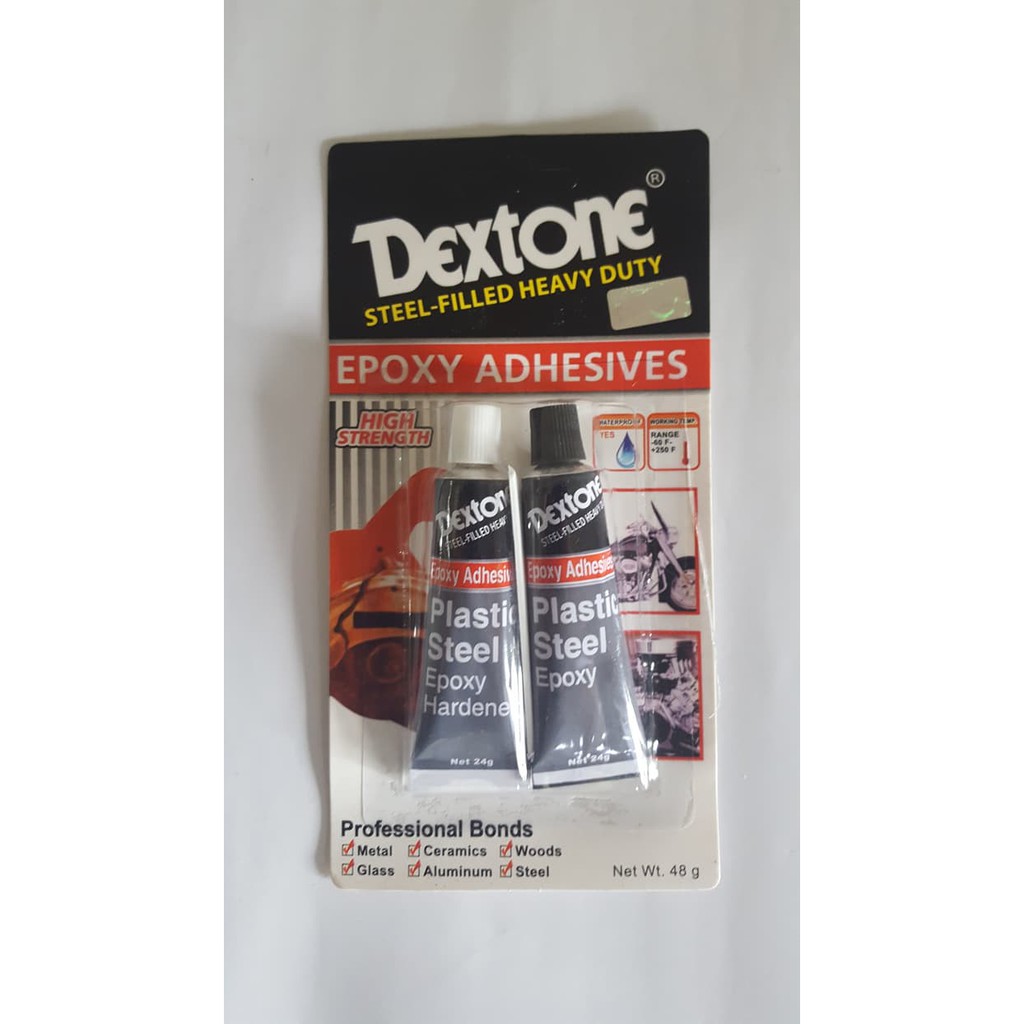 Dextone®
STEEL-FILLED HEAVY DUTY
EPOXY ADHESIVES
HIGH
STRENGTH
WATERPROOF
YES
WORKING TEMP.
RANGE
-60 F-
+250 F
Dextone
STEEL-FILLED HEAVY
Epoxy Adhesiv
Plastic
Steel
Epoxy
Hardene
Net 24g
Dextone
STEEL-FILLED HEAVY
Epoxy Adhesives
Plastic
Steel
Epoxy
Net 24g
Professional Bonds
Metal Ceramics Woods
Glass Aluminum Steel
Net Wt. 48 g